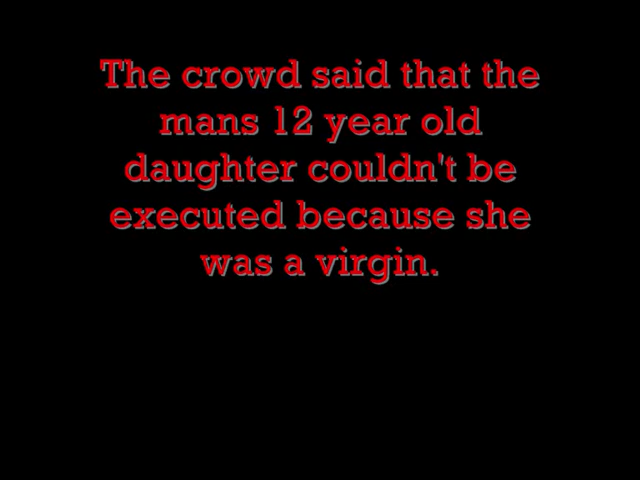 The crowd said that the
mans 12 year old
daughter couldn't be
executed because she
was a virgin.